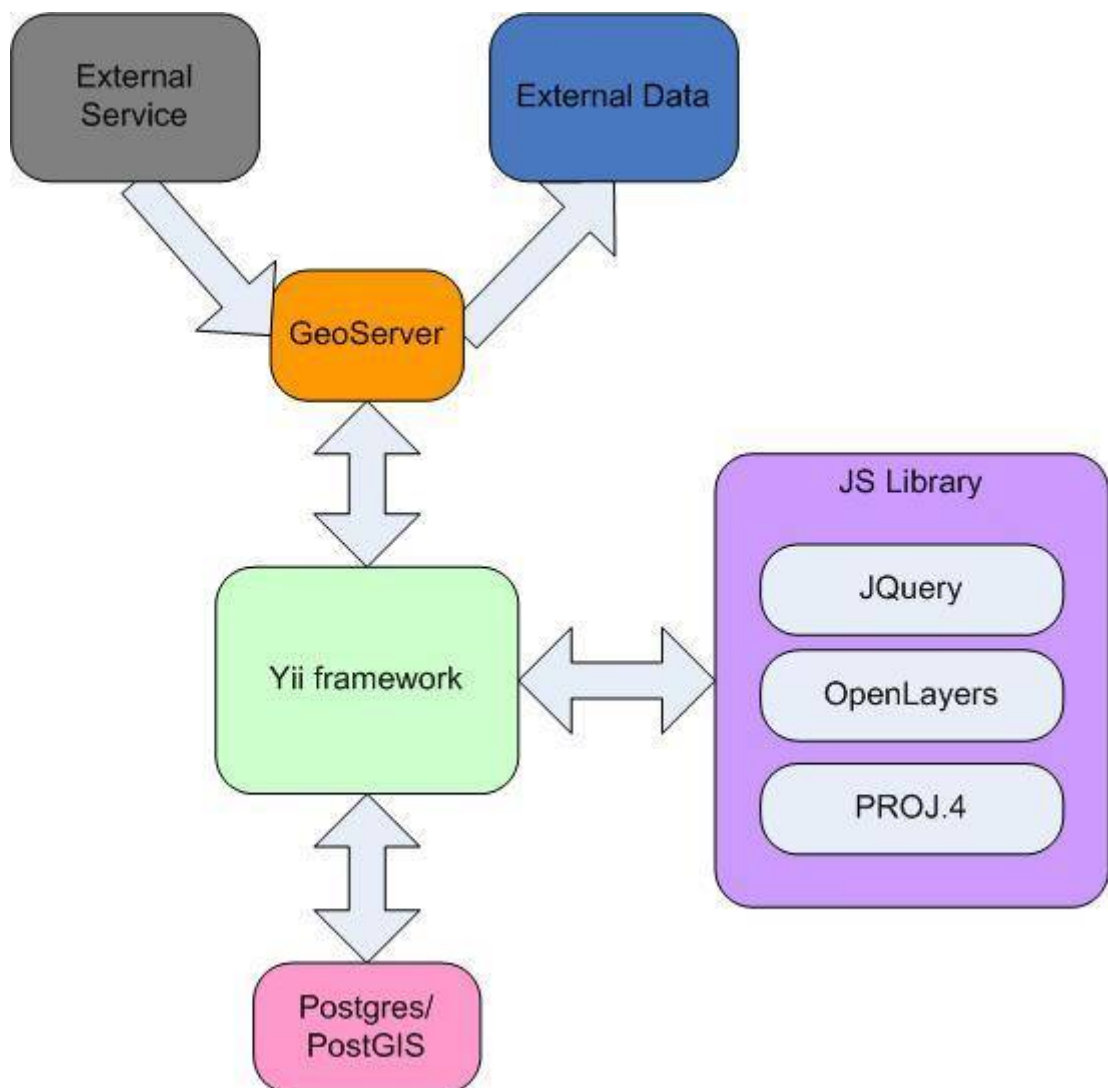 External
Service
External Data
GeoServer
JS Library
JQuery
Yii framework
OpenLayers
PROJ.4
Postgres/
PostGIS